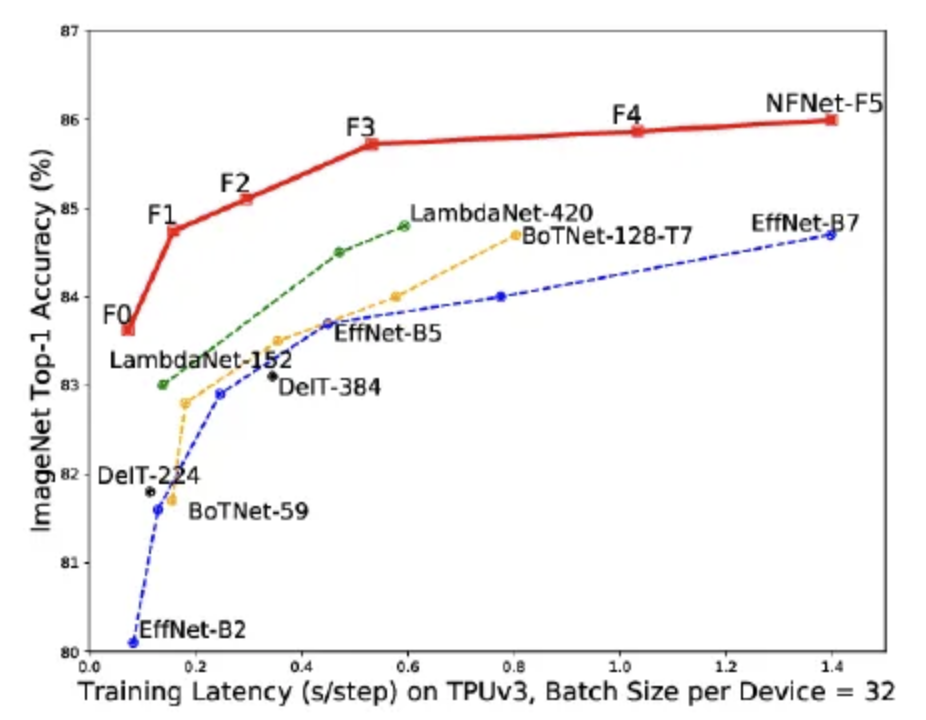 87
86
85
84
83
82
81
80
ImageNet Top-1 Accuracy (%)
NFNet-F5
F4
F3
F2
F1
F0
LambdaNet-420
BoTNet-128-T7
EffNet-B7
EffNet-B5
LambdaNet-152
DeIT-384
DeIT-224
BoTNet-59
EffNet-B2
0.0 0.2 0.4 0.6 0.8 1.0 1.2 1.4
Training Latency (s/step) on TPUv3, Batch Size per Device = 32